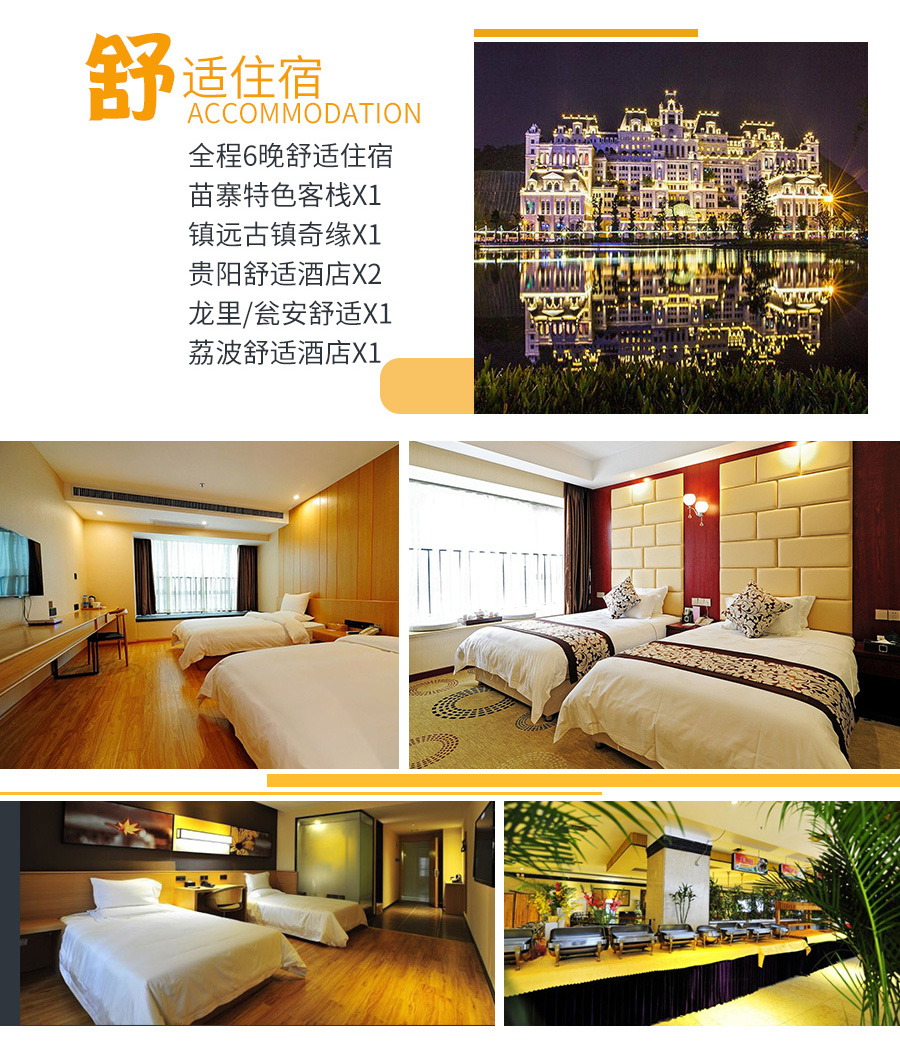 舒适住宿
ACCOMMODATION
全程6晚舒适住宿
苗寨特色客栈X1
镇远古镇奇缘X1
贵阳舒适酒店X2
龙里/瓮安舒适X1
荔波舒适酒店X1